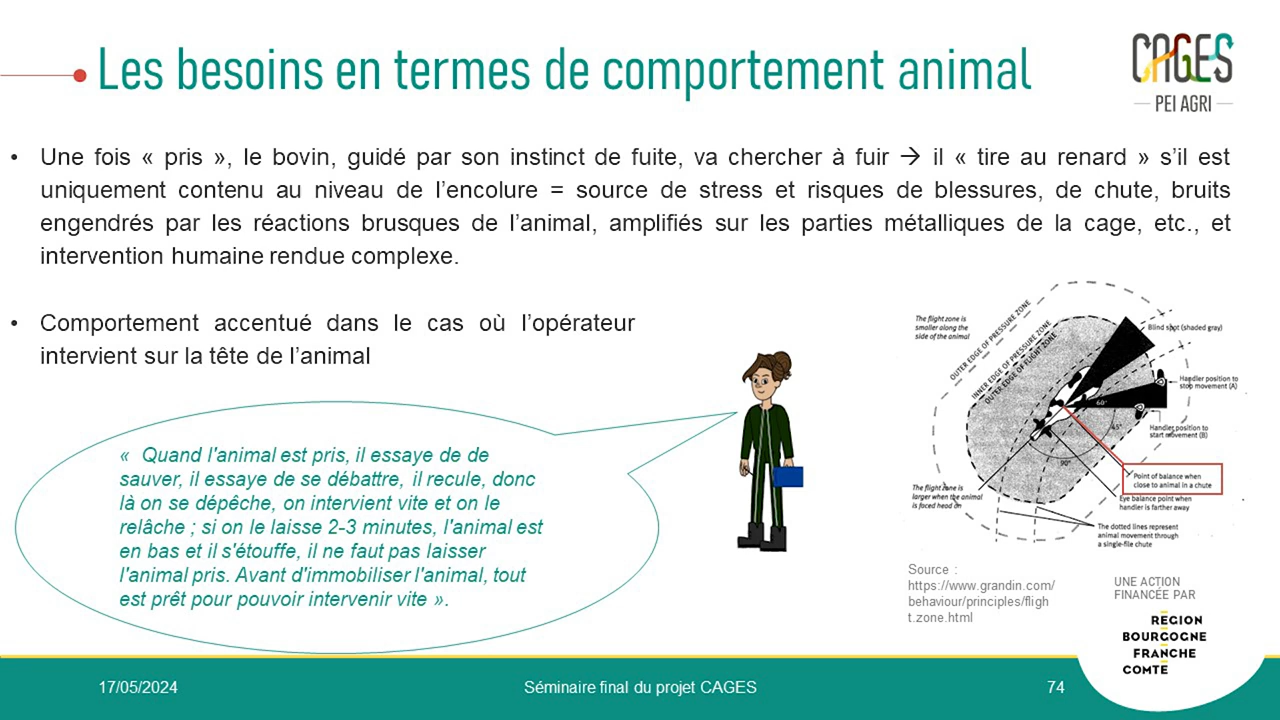 Les besoins en termes de comportement animal
CAGES
PEI AGRI
• Une fois « pris », le bovin, guidé par son instinct de fuite, va chercher à fuir → il « tire au renard » s'il est
uniquement contenu au niveau de l'encolure = source de stress et risques de blessures, de chute, bruits
engendrés par les réactions brusques de l'animal, amplifiés sur les parties métalliques de la cage, etc., et
intervention humaine rendue complexe.
• Comportement accentué dans le cas où l'opérateur
intervient sur la tête de l'animal
« Quand l'animal est pris, il essaye de de
sauver, il essaye de se débattre, il recule, donc
là on se dépêche, on intervient vite et on le
relâche ; si on le laisse 2-3 minutes, l'animal est
en bas et il s'étouffe, il ne faut pas laisser
l'animal pris. Avant d'immobiliser l'animal, tout
est prêt pour pouvoir intervenir vite ».
The flight zone is
smaller along the
side of the animal
OUTER EDGE OF PRESSURE ZONE
INNER EDGE OF PRESSURE ZONE
OUTER EDGE OF FLIGHT ZONE
Blind spot (shaded gray)
Handler position to
stop movement (A)
60°
45°
Handler position to
start movement (B)
90°
Point of balance when
close to animal in a chute
The flight zone is
larger when the animal
is faced head on
Eye balance point when
handler is farther away
The dotted lines represent
animal movement through
a single-file chute
Source :
https://www.grandin.com/
behaviour/principles/fligh
t.zone.html
UNE ACTION
FINANCÉE PAR
RÉGION
BOURGOGNE
FRANCHE
COMTÉ
17/05/2024
Séminaire final du projet CAGES
74